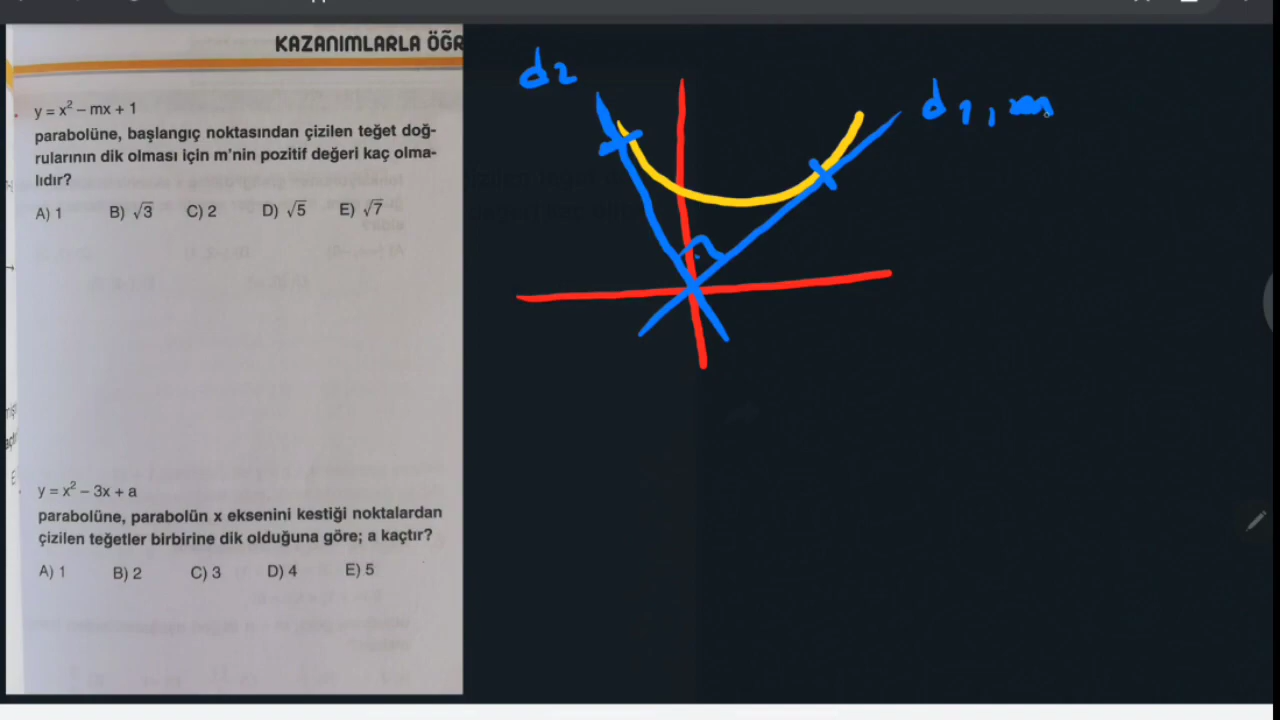 KAZANIMLARLA ÖĞR
y = x² – mx + 1
parabolüne, başlangıç noktasından çizilen teğet doğ-
rularının dik olması için m'nin pozitif değeri kaç olma-
lıdır?
A) 1 B) √3 C) 2 D) √5 E) √7
y = x² – 3x + a
parabolüne, parabolün x eksenini kestiği noktalardan
çizilen teğetler birbirine dik olduğuna göre; a kaçtır?
A) 1 B) 2 C) 3 D) 4 E) 5
d2
d1, m